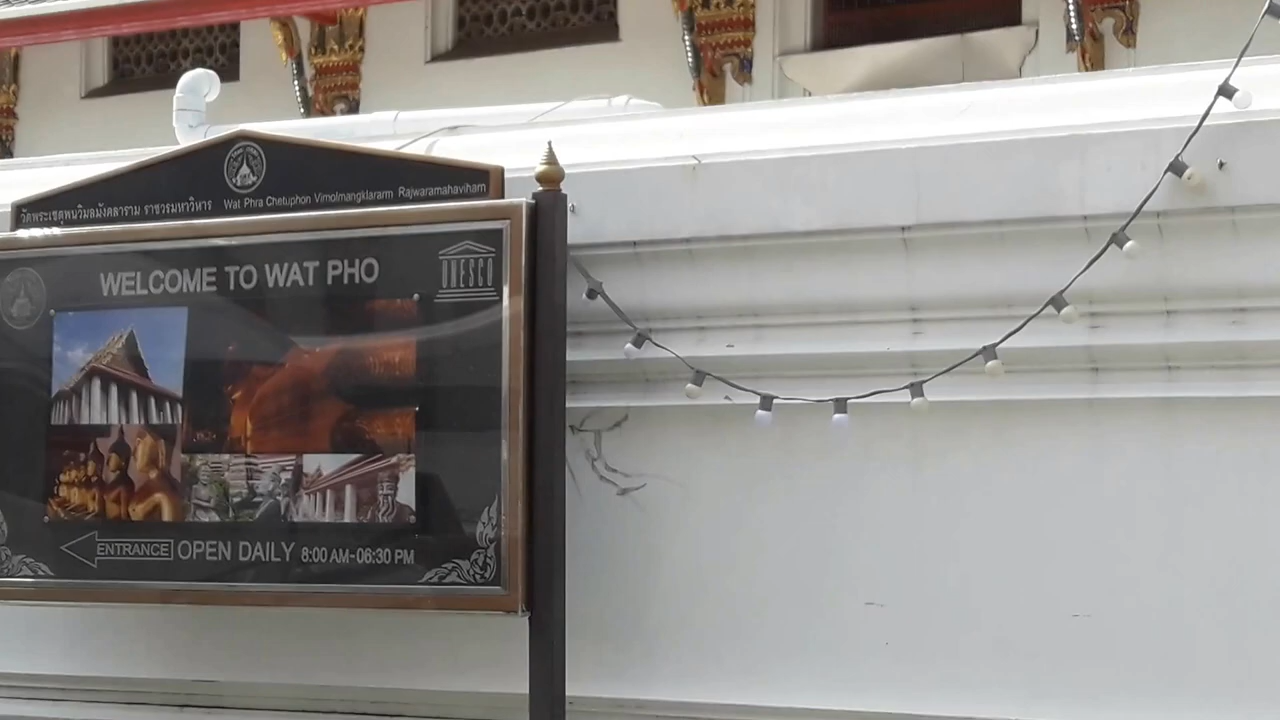 วัดพระเชตุพนวิมลมังคลาราม ราชวรมหาวิหาร Wat Phra Chetuphon Vimolmangklararm Rajwaramahaviharn
WELCOME TO WAT PHO
UNESCO
ENTRANCE OPEN DAILY 8:00 AM-06:30 PM